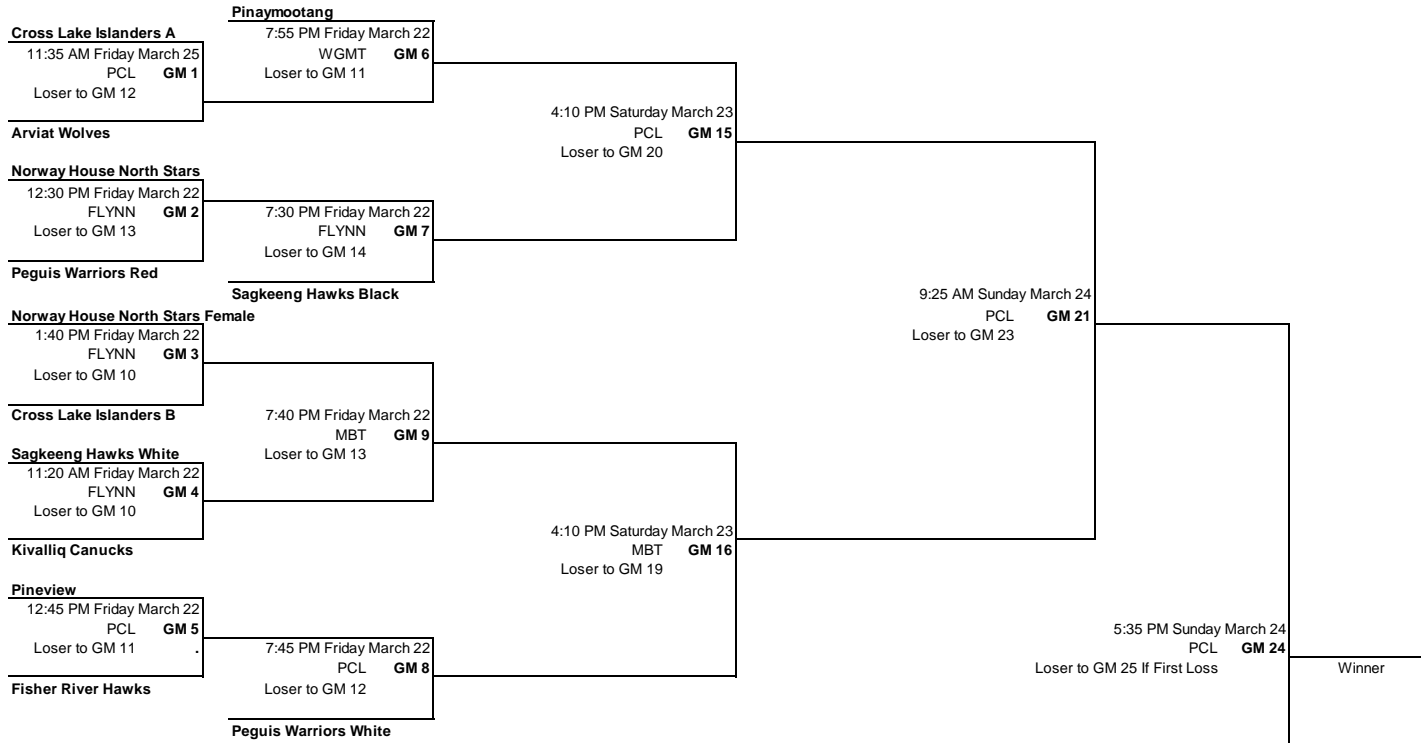 Pinaymootang
Cross Lake Islanders A
7:55 PM Friday March 22
11:35 AM Friday March 25
WGMT GM 6
PCL GM 1
Loser to GM 11
Loser to GM 12
4:10 PM Saturday March 23
Arviat Wolves
PCL GM 15
Loser to GM 20
Norway House North Stars
12:30 PM Friday March 22
FLYNN GM 2
7:30 PM Friday March 22
Loser to GM 13
FLYNN GM 7
Loser to GM 14
Peguis Warriors Red
Sagkeeng Hawks Black
9:25 AM Sunday March 24
Norway House North Stars Female
PCL GM 21
1:40 PM Friday March 22
Loser to GM 23
FLYNN GM 3
Loser to GM 10
Cross Lake Islanders B
7:40 PM Friday March 22
MBT GM 9
Sagkeeng Hawks White
Loser to GM 13
11:20 AM Friday March 22
FLYNN GM 4
Loser to GM 10
4:10 PM Saturday March 23
Kivalliq Canucks
MBT GM 16
Loser to GM 19
Pineview
12:45 PM Friday March 22
PCL GM 5
5:35 PM Sunday March 24
Loser to GM 11 .
7:45 PM Friday March 22
PCL GM 24
PCL GM 8
Loser to GM 25 If First Loss
Winner
Fisher River Hawks
Loser to GM 12
Peguis Warriors White